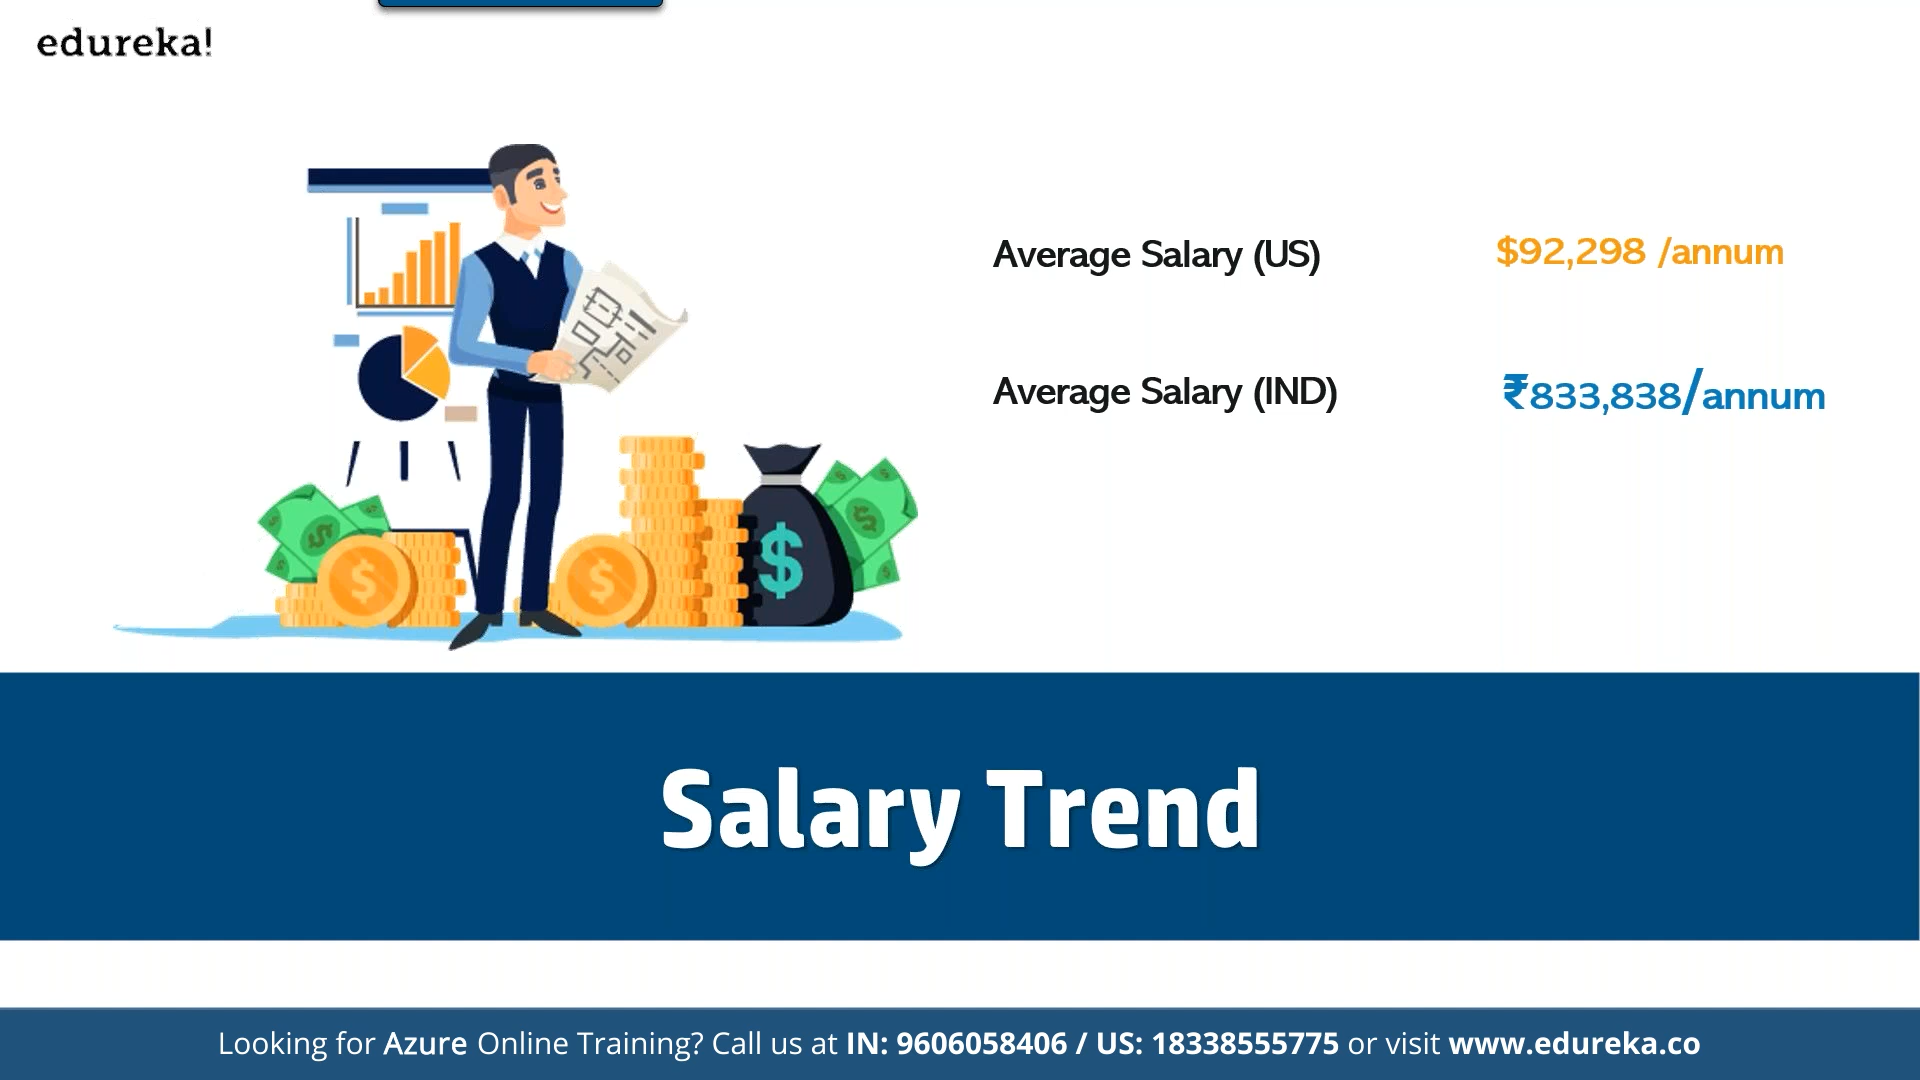 edureka!
Average Salary (US) $92,298 /annum
Average Salary (IND) ₹833,838/annum
$ $ $ $
Salary Trend
Looking for Azure Online Training? Call us at IN: 9606058406 / US: 18338555775 or visit www.edureka.co